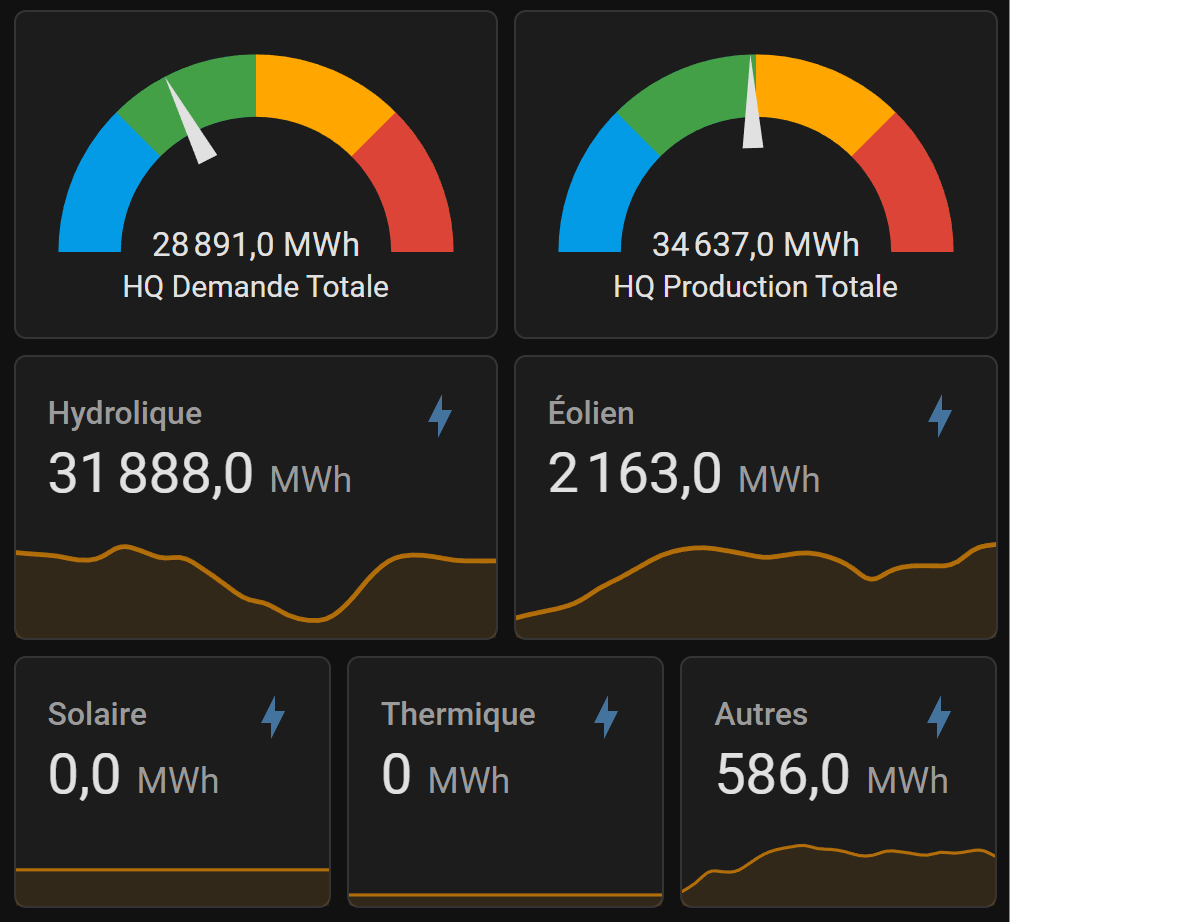 28 891,0 MWh
HQ Demande Totale
34 637,0 MWh
HQ Production Totale
Hydrolique
31 888,0 MWh
Éolien
2 163,0 MWh
Solaire
0,0 MWh
Thermique
0 MWh
Autres
586,0 MWh